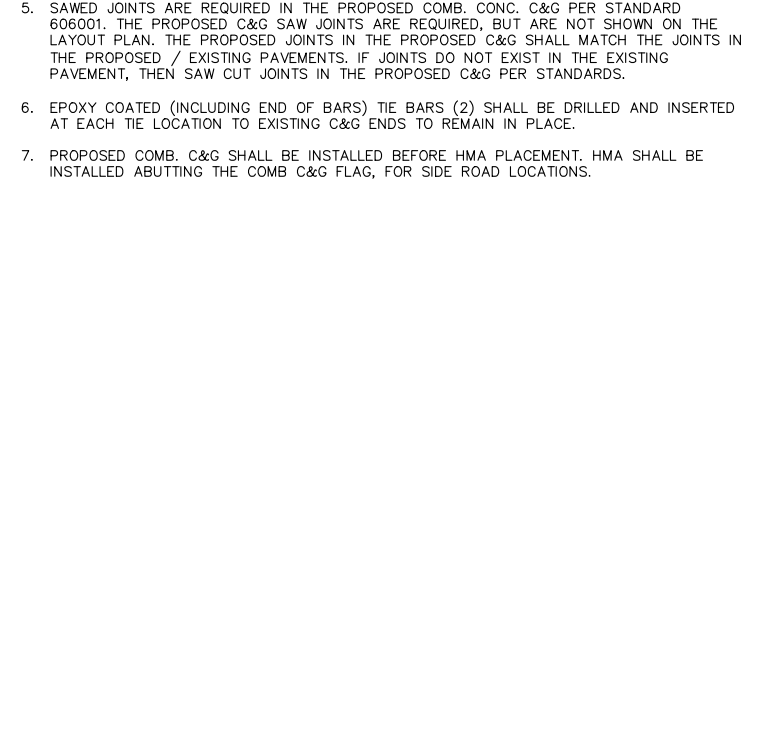 5. SAWED JOINTS ARE REQUIRED IN THE PROPOSED COMB. CONC. C&G PER STANDARD
606001. THE PROPOSED C&G SAW JOINTS ARE REQUIRED, BUT ARE NOT SHOWN ON THE
LAYOUT PLAN. THE PROPOSED JOINTS IN THE PROPOSED C&G SHALL MATCH THE JOINTS IN
THE PROPOSED / EXISTING PAVEMENTS. IF JOINTS DO NOT EXIST IN THE EXISTING
PAVEMENT, THEN SAW CUT JOINTS IN THE PROPOSED C&G PER STANDARDS.
6. EPOXY COATED (INCLUDING END OF BARS) TIE BARS (2) SHALL BE DRILLED AND INSERTED
AT EACH TIE LOCATION TO EXISTING C&G ENDS TO REMAIN IN PLACE.
7. PROPOSED COMB. C&G SHALL BE INSTALLED BEFORE HMA PLACEMENT. HMA SHALL BE
INSTALLED ABUTTING THE COMB C&G FLAG, FOR SIDE ROAD LOCATIONS.